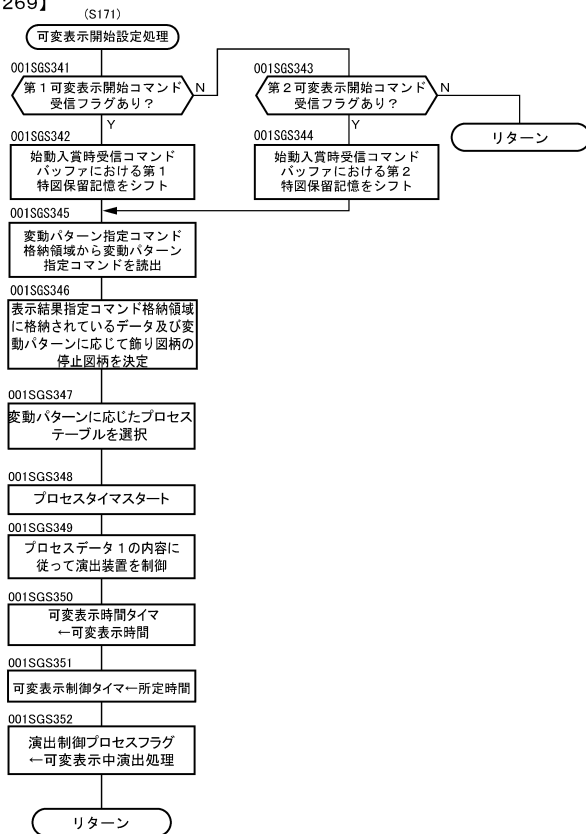 269】
(S171)
可変表示開始設定処理
001SGS341
第1可変表示開始コマンド
受信フラグあり?
N
Y
001SGS343
第2可変表示開始コマンド
受信フラグあり?
N
Y
リターン
001SGS342
始動入賞時受信コマンド
バッファにおける第1
特図保留記憶をシフト
001SGS344
始動入賞時受信コマンド
バッファにおける第2
特図保留記憶をシフト
001SGS345
変動パターン指定コマンド
格納領域から変動パターン
指定コマンドを読出
001SGS346
表示結果指定コマンド格納領域
に格納されているデータ及び変
動パターンに応じて飾り図柄の
停止図柄を決定
001SGS347
変動パターンに応じたプロセス
テーブルを選択
001SGS348
プロセスタイマスタート
001SGS349
プロセスデータ1の内容に
従って演出装置を制御
001SGS350
可変表示時間タイマ
←可変表示時間
001SGS351
可変表示制御タイマ←所定時間
001SGS352
演出制御プロセスフラグ
←可変表示中演出処理
リターン